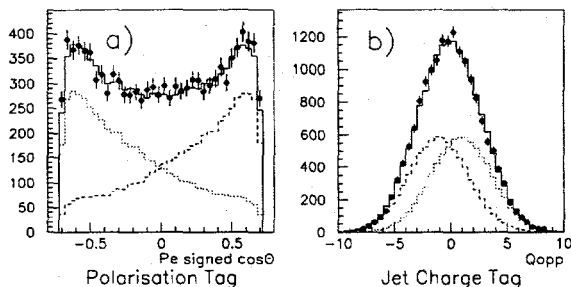 a)
400
350
300
250
200
150
100
50
0
-0.5 0 0.5
Pe signed cosΘ
Polarisation Tag
b)
1200
1000
800
600
400
200
0
-10 -5 0 5 10
Qopp
Jet Charge Tag